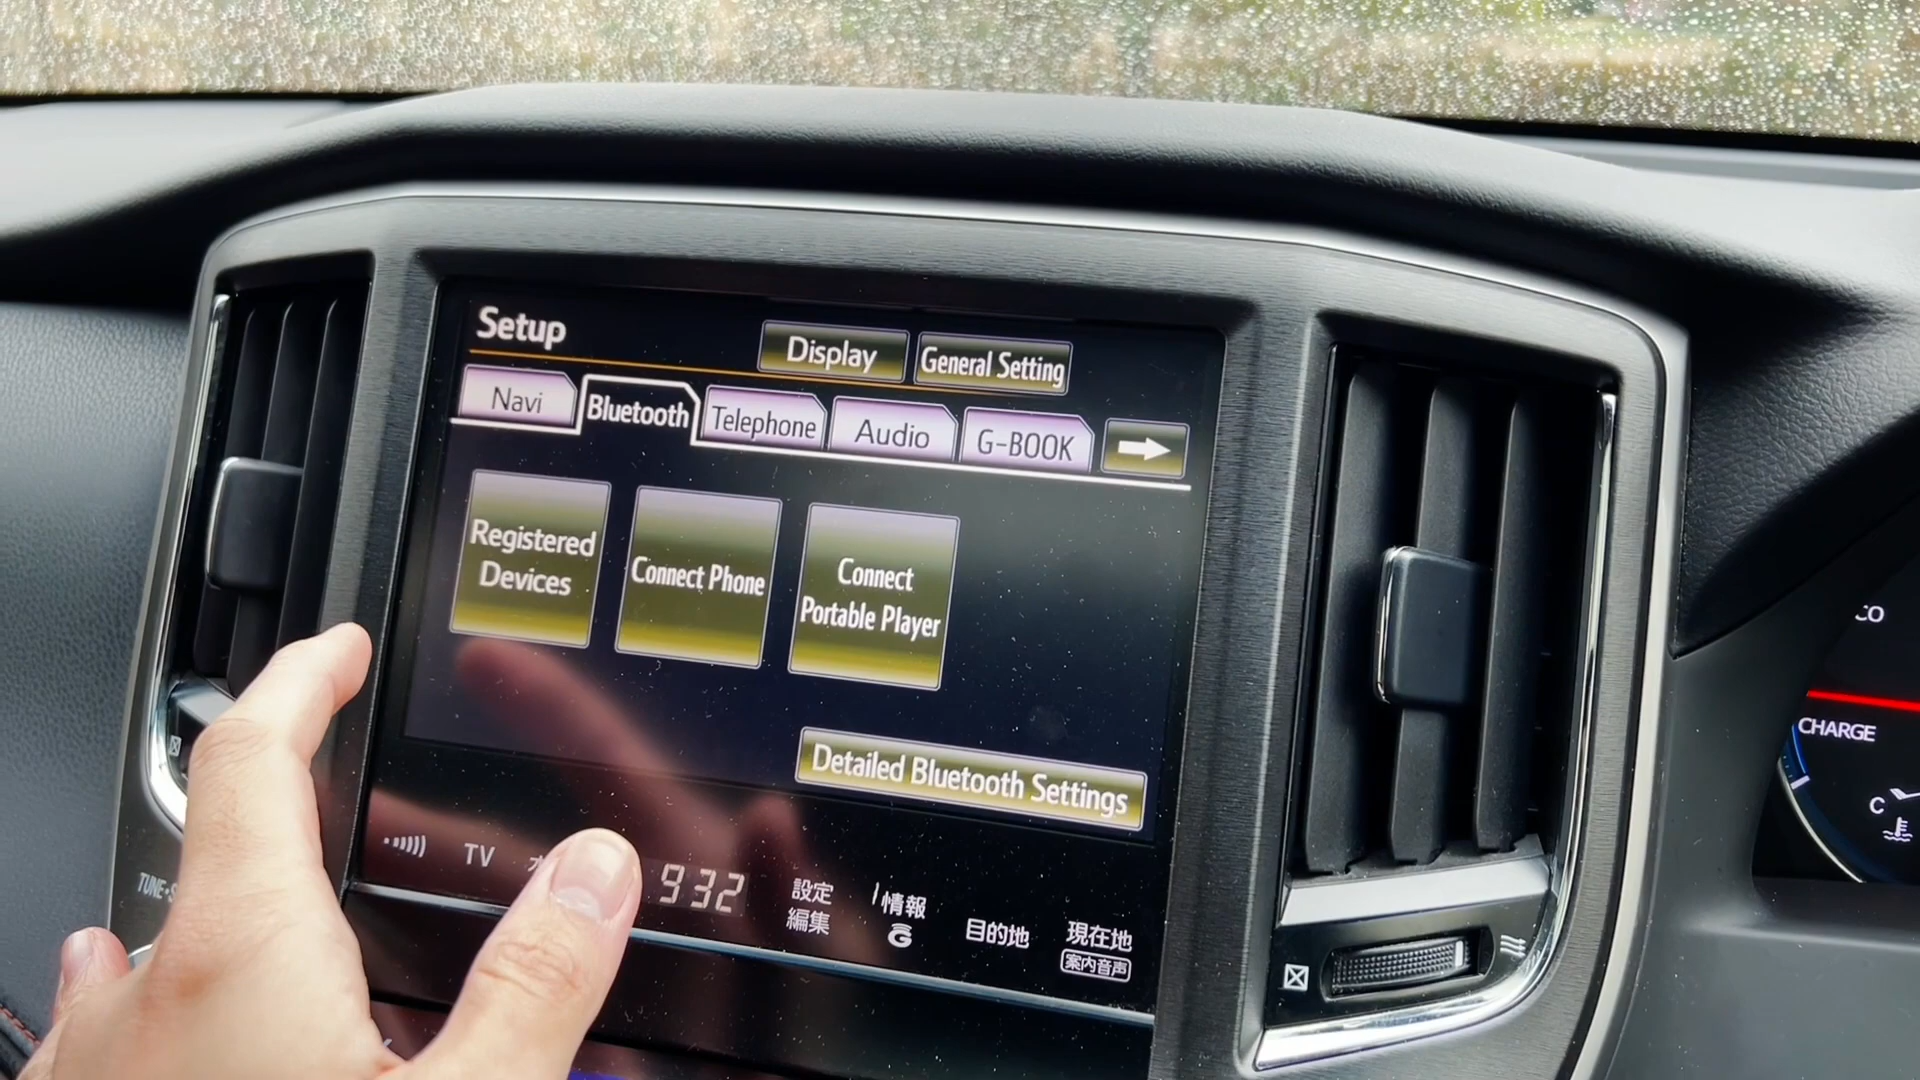 Setup
Display
General Setting
Navi
Bluetooth
Telephone
Audio
G-BOOK
Registered
Devices
Connect Phone
Connect
Portable Player
Detailed Bluetooth Settings
TV
932
設定
編集
情報
G
目的地
現在地
案内音声
CHARGE
C